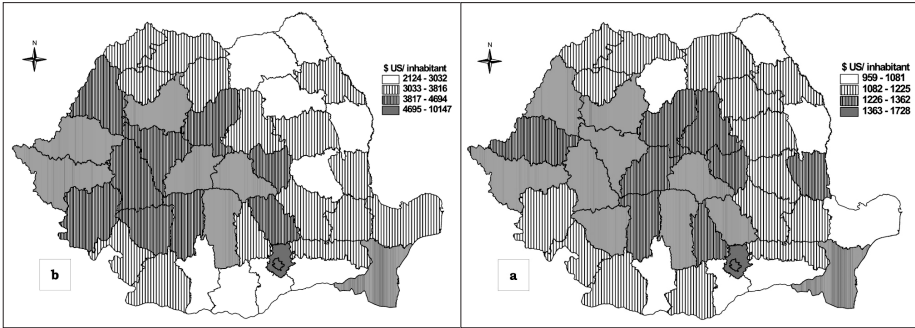 N
$ US/ inhabitant
2124 - 3032
3033 - 3816
3817 - 4694
4695 - 10147
b
N
$ US/ inhabitant
959 - 1081
1082 - 1225
1226 - 1362
1363 - 1728
a